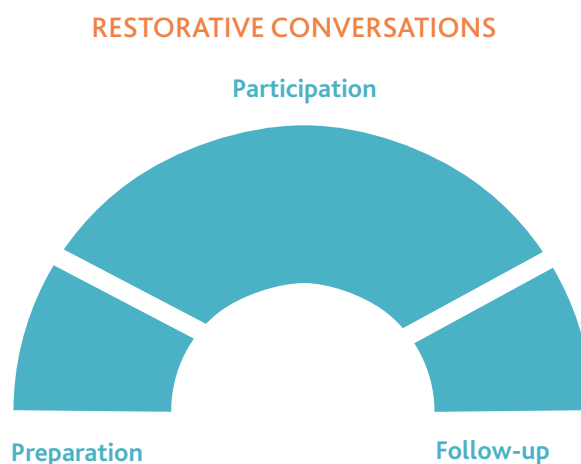 RESTORATIVE CONVERSATIONS
Participation
Preparation
Follow-up